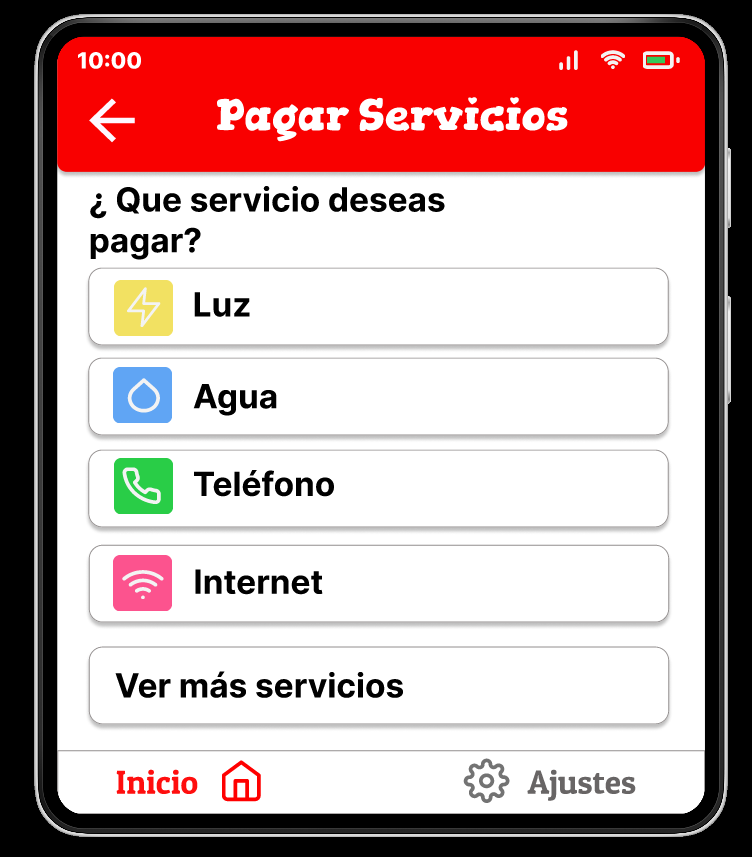 10:00
Pagar Servicios
¿ Que servicio deseas
pagar?
Luz
Agua
Teléfono
Internet
Ver más servicios
Inicio
Ajustes